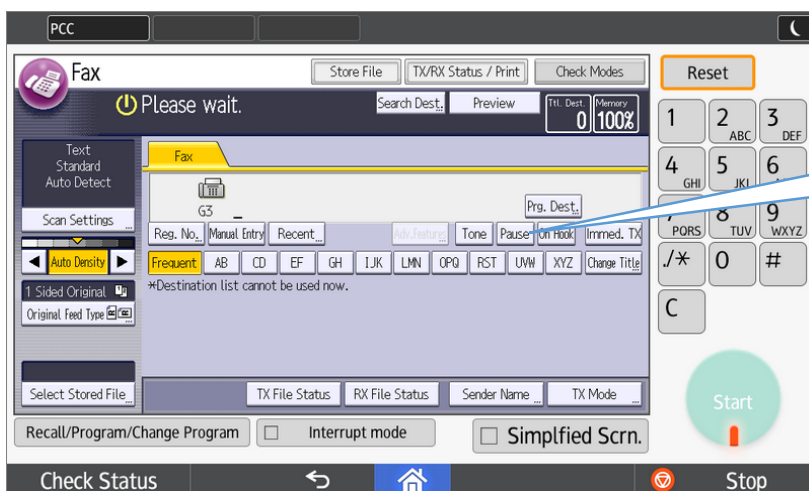 PCC
Fax
Store File TX/RX Status / Print Check Modes
Please wait.
Search Dest. Preview
Ttl. Dest. 0 Memory 100%
Text
Standard
Auto Detect
Scan Settings
Auto Density
1 Sided Original
Original Feed Type
Select Stored File
Fax
G3 _
Prg. Dest.
Reg. No. Manual Entry Recent Adv.Features Tone Pause On Hook Immed. TX
Frequent AB CD EF GH IJK LMN OPQ RST UVW XYZ Change Title
*Destination list cannot be used now.
TX File Status RX File Status Sender Name TX Mode
Recall/Program/Change Program Interrupt mode Simplfied Scrn.
Check Status Stop
Reset
1 2 ABC 3 DEF
4 GHI 5 JKL 6
PQRS 8 TUV 9 WXYZ
./* 0 #
C
Start